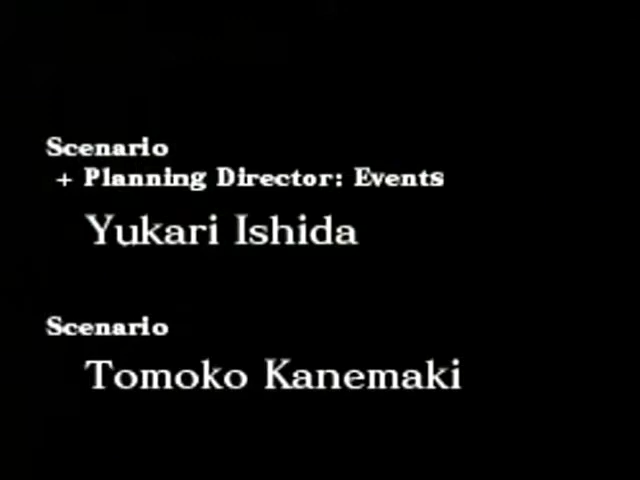 Scenario
+ Planning Director: Events
Yukari Ishida
Scenario
Tomoko Kanemaki